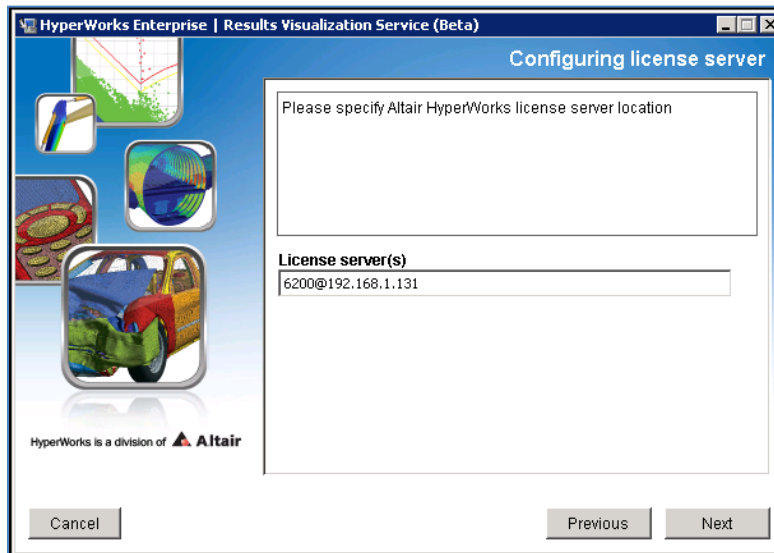 HyperWorks Enterprise | Results Visualization Service (Beta)
Configuring license server
Please specify Altair HyperWorks license server location
License server(s)
6200@192.168.1.131
HyperWorks is a division of Altair
Cancel
Previous
Next